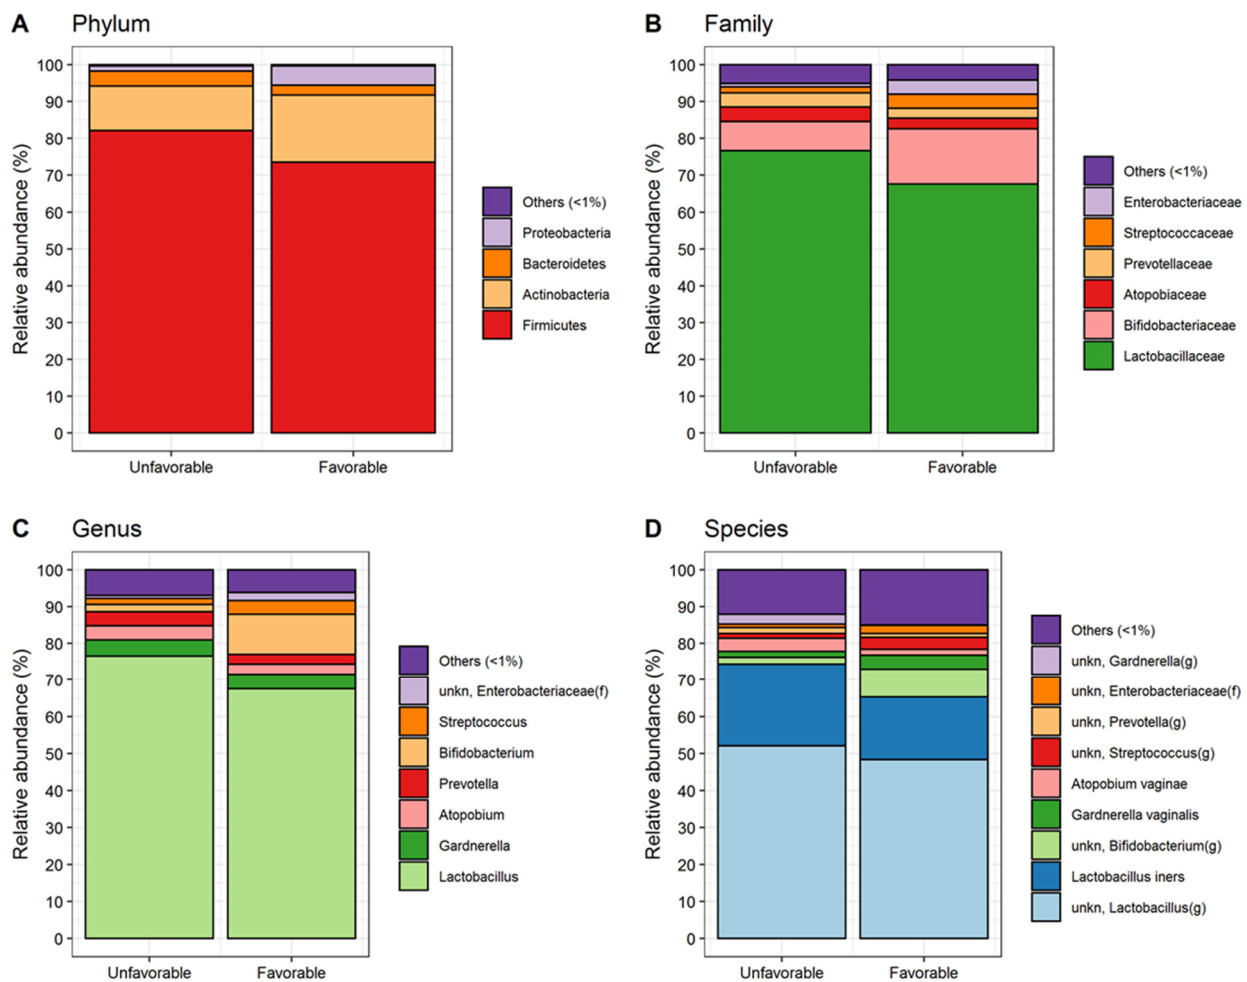 A Phylum
Relative abundance (%)
100
90
80
70
60
50
40
30
20
10
0
Unfavorable Favorable
Others (<1%)
Proteobacteria
Bacteroidetes
Actinobacteria
Firmicutes
B Family
Relative abundance (%)
100
90
80
70
60
50
40
30
20
10
0
Unfavorable Favorable
Others (<1%)
Enterobacteriaceae
Streptococcaceae
Prevotellaceae
Atopobiaceae
Bifidobacteriaceae
Lactobacillaceae
C Genus
Relative abundance (%)
100
90
80
70
60
50
40
30
20
10
0
Unfavorable Favorable
Others (<1%)
unkn, Enterobacteriaceae(f)
Streptococcus
Bifidobacterium
Prevotella
Atopobium
Gardnerella
Lactobacillus
D Species
Relative abundance (%)
100
90
80
70
60
50
40
30
20
10
0
Unfavorable Favorable
Others (<1%)
unkn, Gardnerella(g)
unkn, Enterobacteriaceae(f)
unkn, Prevotella(g)
unkn, Streptococcus(g)
Atopobium vaginae
Gardnerella vaginalis
unkn, Bifidobacterium(g)
Lactobacillus iners
unkn, Lactobacillus(g)